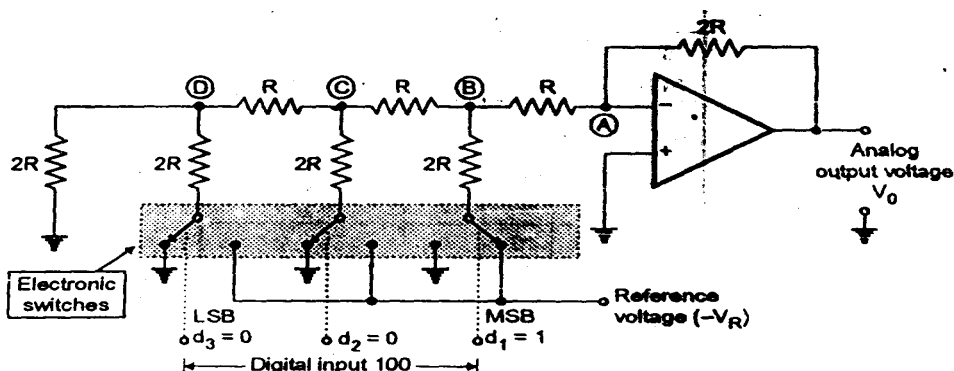 2R
D
R
C
R
B
R
A
−
+
2R
2R
2R
2R
Analog
output voltage
V₀
Electronic
switches
LSB
MSB
Reference
voltage (−V_R)
d₃ = 0
d₂ = 0
d₁ = 1
Digital input 100